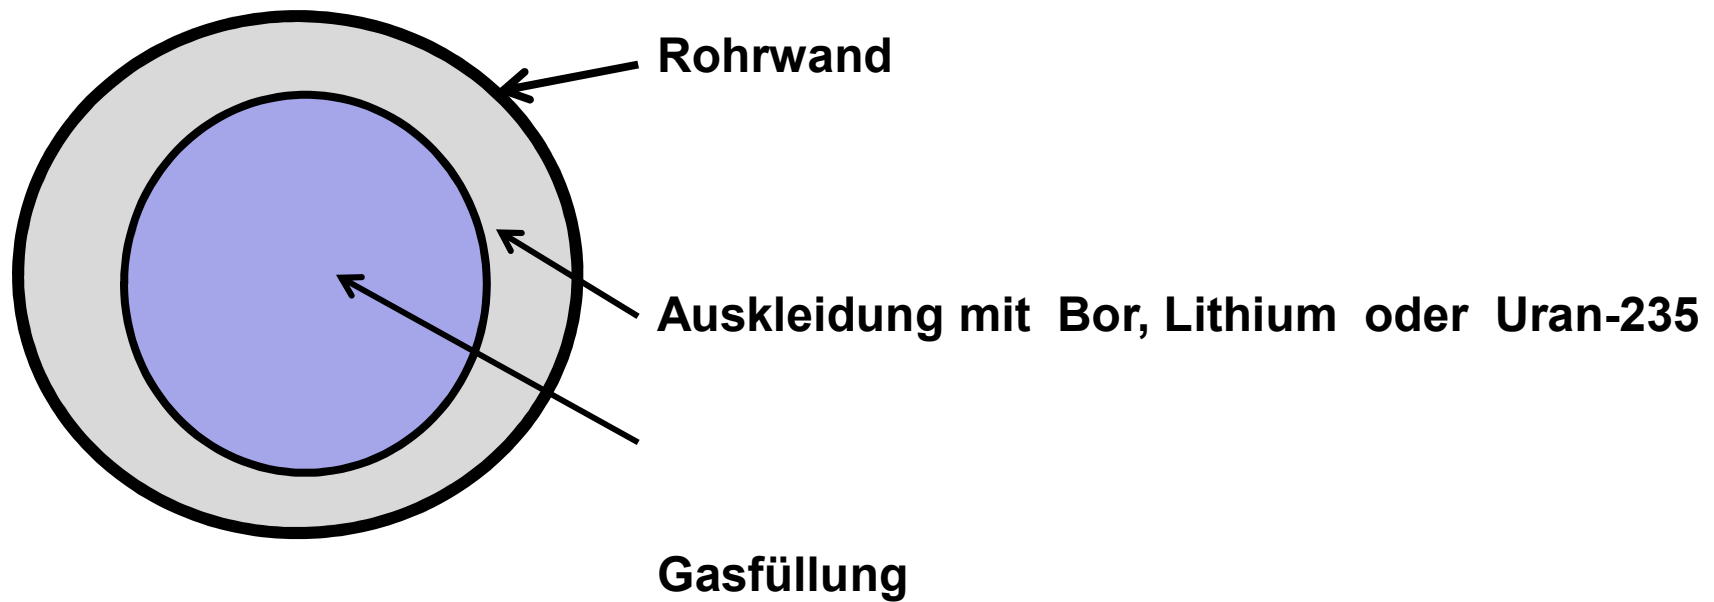 Rohrwand
Auskleidung mit Bor, Lithium oder Uran-235
Gasfüllung